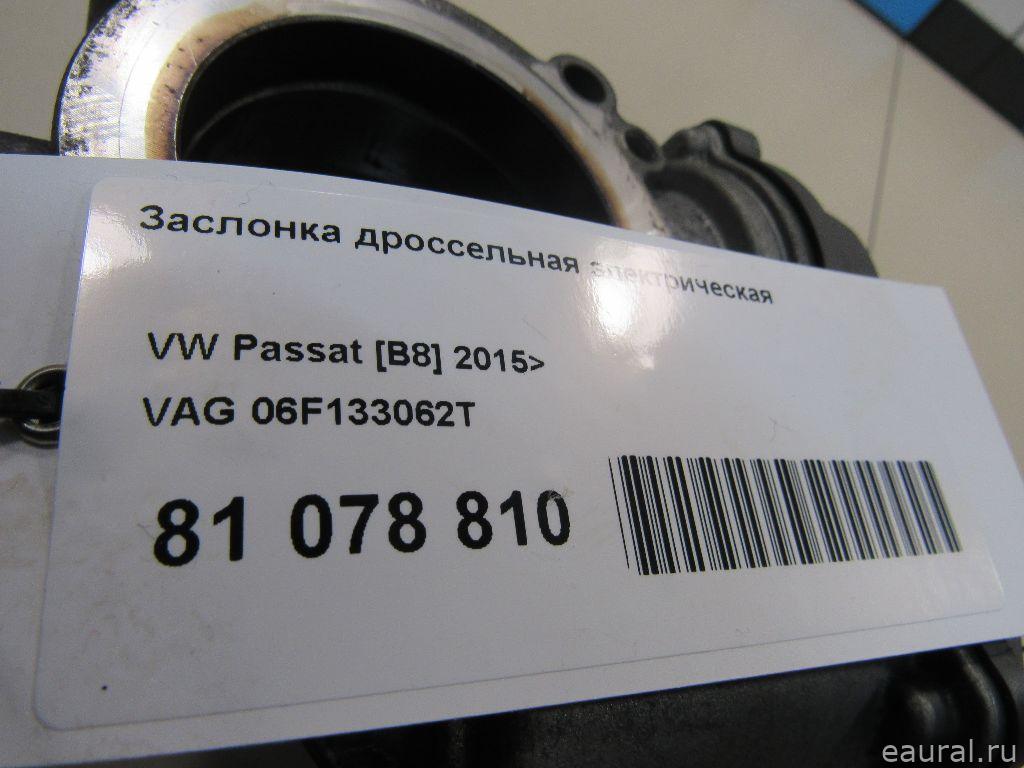 Заслонка дроссельная электрическая
VW Passat [B8] 2015>
VAG 06F133062T
81 078 810
eaural.ru